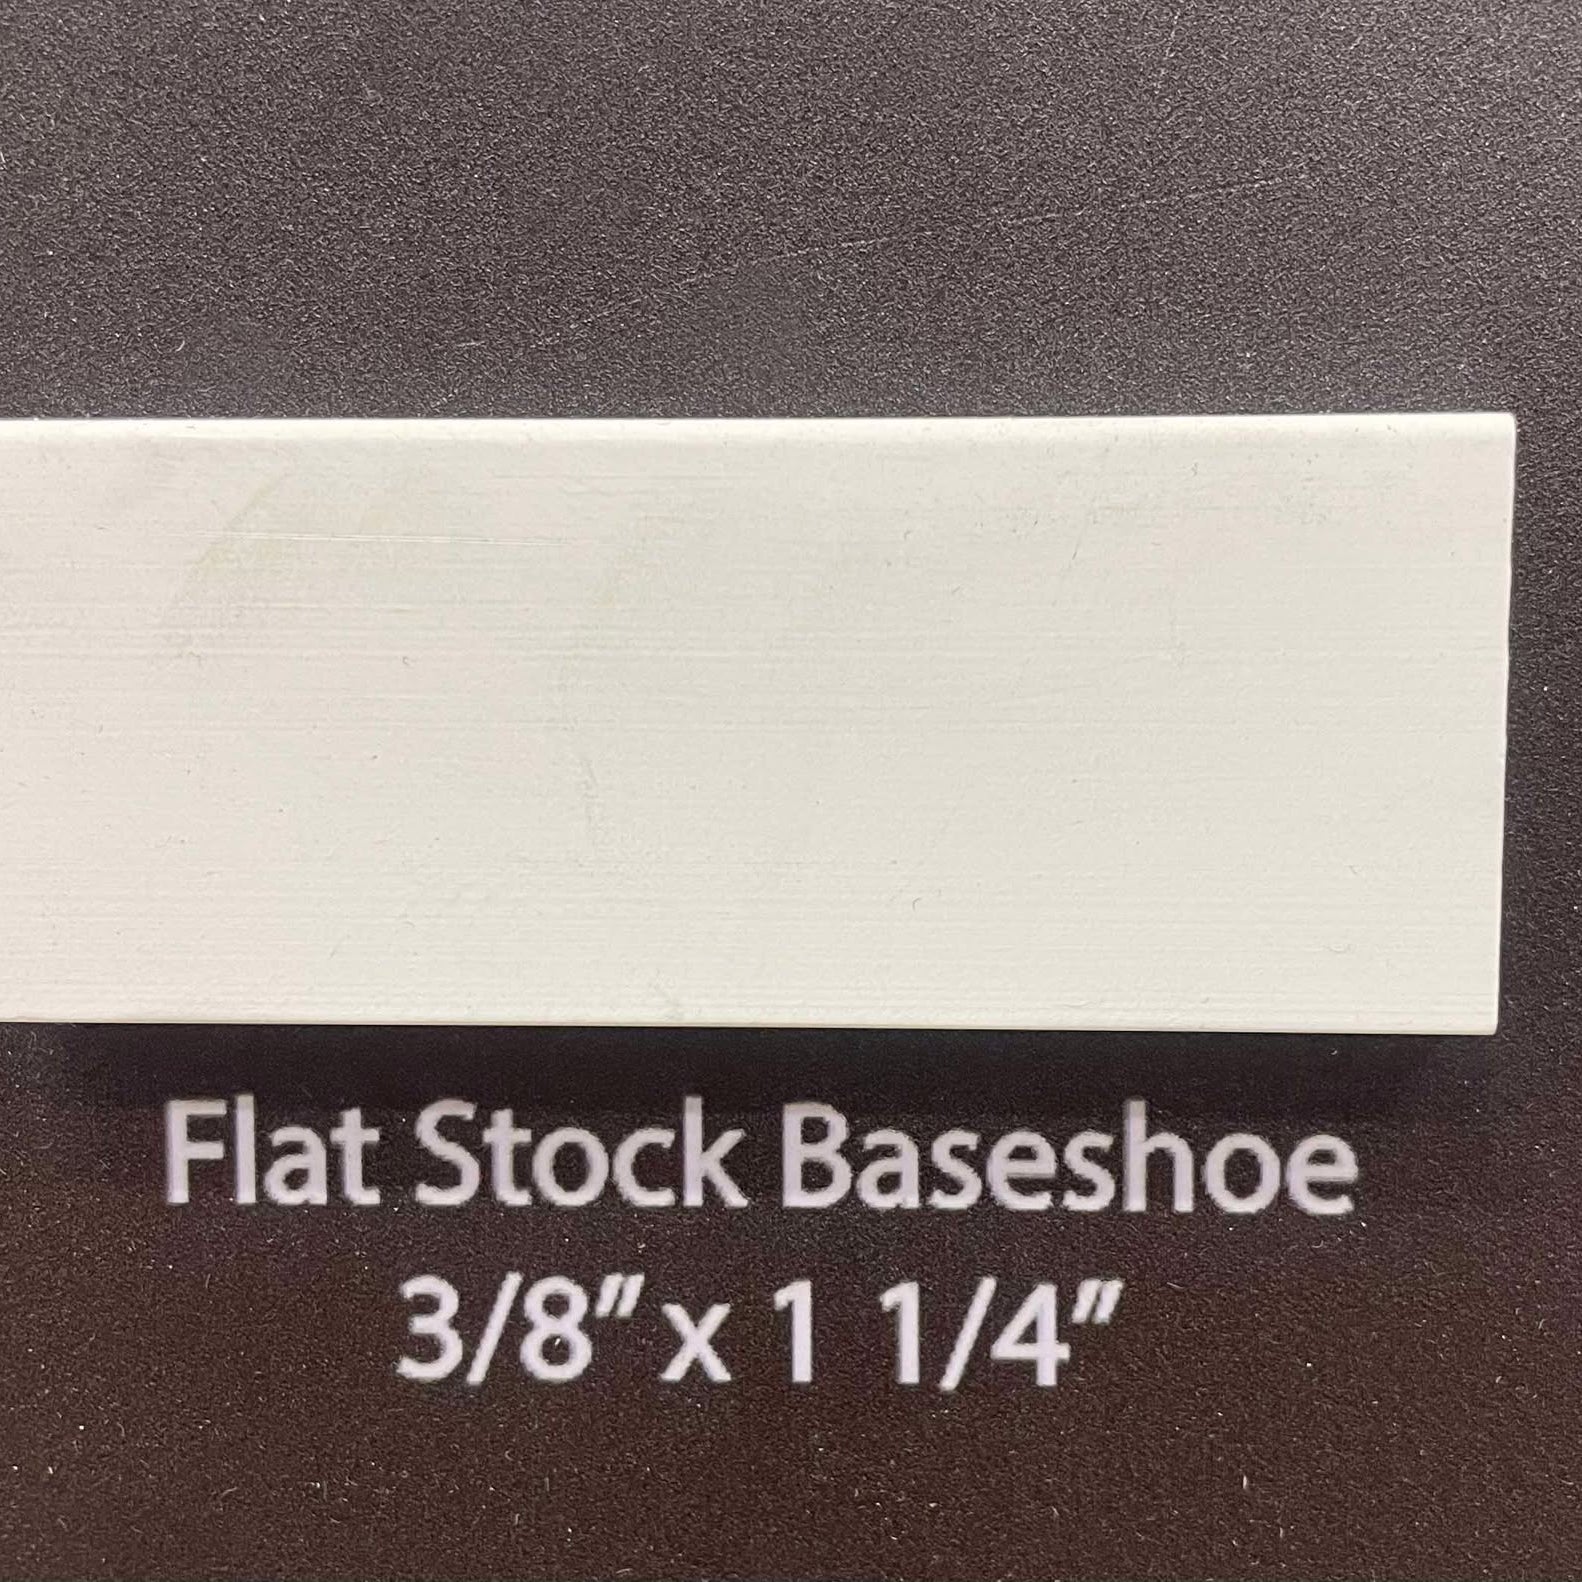 Flat Stock Baseshoe
3/8" x 1 1/4"